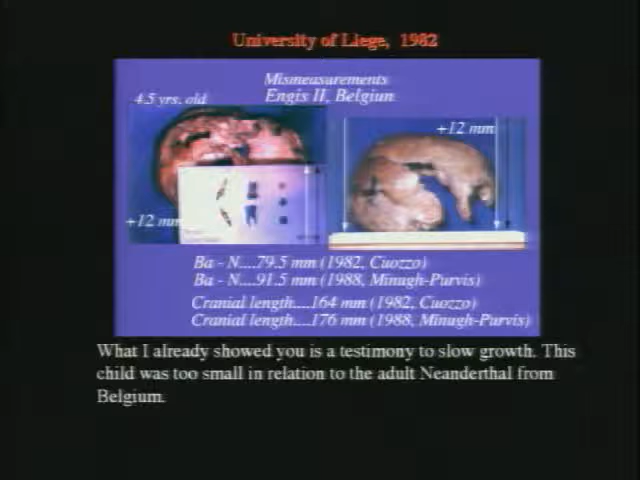 University of Liege, 1982
Mismeasurements
Engis II, Belgiun
4.5 yrs. old
+12 mm
+12 mm
Ba - N....79.5 mm (1982, Cuozzo)
Ba - N....91.5 mm (1988, Minugh-Purvis)
Cranial length....164 mm (1982, Cuozzo)
Cranial length....176 mm (1988, Minugh-Purvis)
What I already showed you is a testimony to slow growth. This
child was too small in relation to the adult Neanderthal from
Belgium.